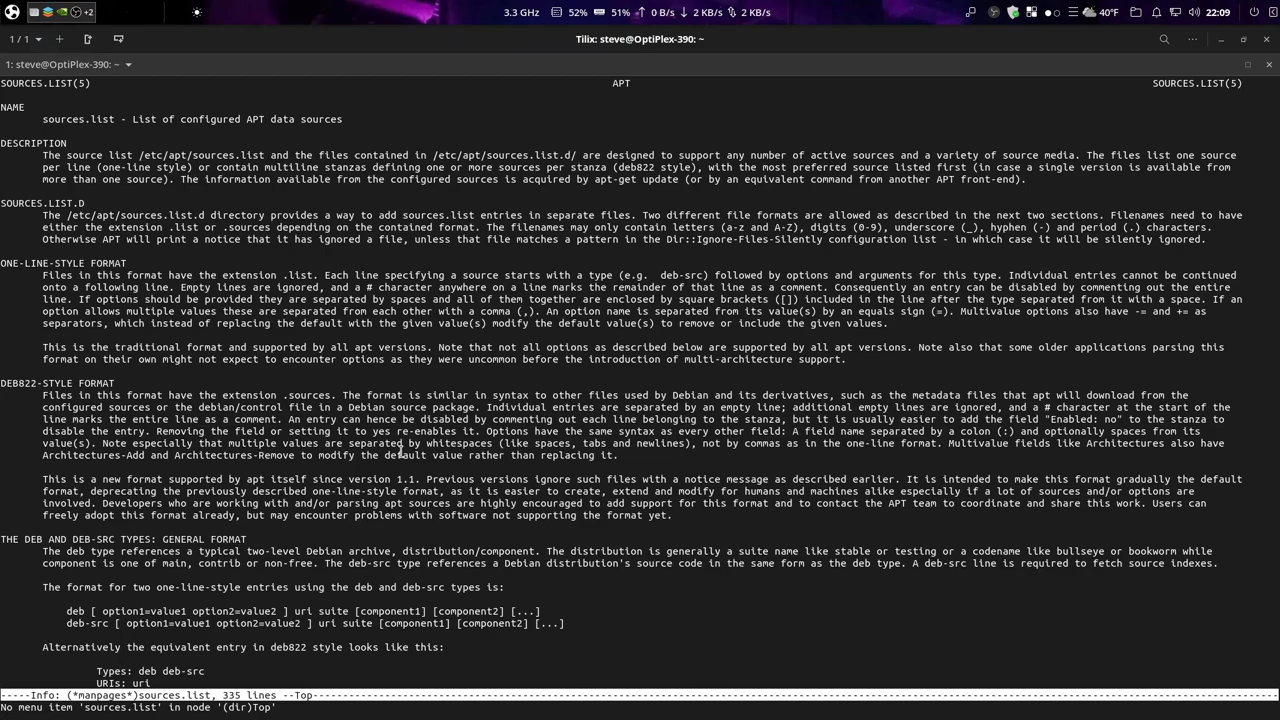 +2 3.3 GHz 52% 51% 0 B/s 2 KB/s 2 KB/s 40°F 22:09
1 / 1 Tilix: steve@OptiPlex-390: ~
1: steve@OptiPlex-390: ~
SOURCES.LIST(5) APT SOURCES.LIST(5)
NAME
sources.list - List of configured APT data sources
DESCRIPTION
The source list /etc/apt/sources.list and the files contained in /etc/apt/sources.list.d/ are designed to support any number of active sources and a variety of source media. The files list one source
per line (one-line style) or contain multiline stanzas defining one or more sources per stanza (deb822 style), with the most preferred source listed first (in case a single version is available from
more than one source). The information available from the configured sources is acquired by apt-get update (or by an equivalent command from another APT front-end).
SOURCES.LIST.D
The /etc/apt/sources.list.d directory provides a way to add sources.list entries in separate files. Two different file formats are allowed as described in the next two sections. Filenames need to have
either the extension .list or .sources depending on the contained format. The filenames may only contain letters (a-z and A-Z), digits (0-9), underscore (_), hyphen (-) and period (.) characters.
Otherwise APT will print a notice that it has ignored a file, unless that file matches a pattern in the Dir::Ignore-Files-Silently configuration list - in which case it will be silently ignored.
ONE-LINE-STYLE FORMAT
Files in this format have the extension .list. Each line specifying a source starts with a type (e.g.  deb-src) followed by options and arguments for this type. Individual entries cannot be continued
onto a following line. Empty lines are ignored, and a # character anywhere on a line marks the remainder of that line as a comment. Consequently an entry can be disabled by commenting out the entire
line. If options should be provided they are separated by spaces and all of them together are enclosed by square brackets ([]) included in the line after the type separated from it with a space. If an
option allows multiple values these are separated from each other with a comma (,). An option name is separated from its value(s) by an equals sign (=). Multivalue options also have -= and += as
separators, which instead of replacing the default with the given value(s) modify the default value(s) to remove or include the given values.
This is the traditional format and supported by all apt versions. Note that not all options as described below are supported by all apt versions. Note also that some older applications parsing this
format on their own might not expect to encounter options as they were uncommon before the introduction of multi-architecture support.
DEB822-STYLE FORMAT
Files in this format have the extension .sources. The format is similar in syntax to other files used by Debian and its derivatives, such as the metadata files that apt will download from the
configured sources or the debian/control file in a Debian source package. Individual entries are separated by an empty line; additional empty lines are ignored, and a # character at the start of the
line marks the entire line as a comment. An entry can hence be disabled by commenting out each line belonging to the stanza, but it is usually easier to add the field "Enabled: no" to the stanza to
disable the entry. Removing the field or setting it to yes re-enables it. Options have the same syntax as every other field: A field name separated by a colon (:) and optionally spaces from its
value(s). Note especially that multiple values are separated by whitespaces (like spaces, tabs and newlines), not by commas as in the one-line format. Multivalue fields like Architectures also have
Architectures-Add and Architectures-Remove to modify the default value rather than replacing it.
This is a new format supported by apt itself since version 1.1. Previous versions ignore such files with a notice message as described earlier. It is intended to make this format gradually the default
format, deprecating the previously described one-line-style format, as it is easier to create, extend and modify for humans and machines alike especially if a lot of sources and/or options are
involved. Developers who are working with and/or parsing apt sources are highly encouraged to add support for this format and to contact the APT team to coordinate and share this work. Users can
freely adopt this format already, but may encounter problems with software not supporting the format yet.
THE DEB AND DEB-SRC TYPES: GENERAL FORMAT
The deb type references a typical two-level Debian archive, distribution/component. The distribution is generally a suite name like stable or testing or a codename like bullseye or bookworm while
component is one of main, contrib or non-free. The deb-src type references a Debian distribution's source code in the same form as the deb type. A deb-src line is required to fetch source indexes.
The format for two one-line-style entries using the deb and deb-src types is:
deb [ option1=value1 option2=value2 ] uri suite [component1] [component2] [...]
deb-src [ option1=value1 option2=value2 ] uri suite [component1] [component2] [...]
Alternatively the equivalent entry in deb822 style looks like this:
Types: deb deb-src
URIs: uri
-----Info: (*manpages*)sources.list, 335 lines --Top-----
No menu item 'sources.list' in node '(dir)Top'